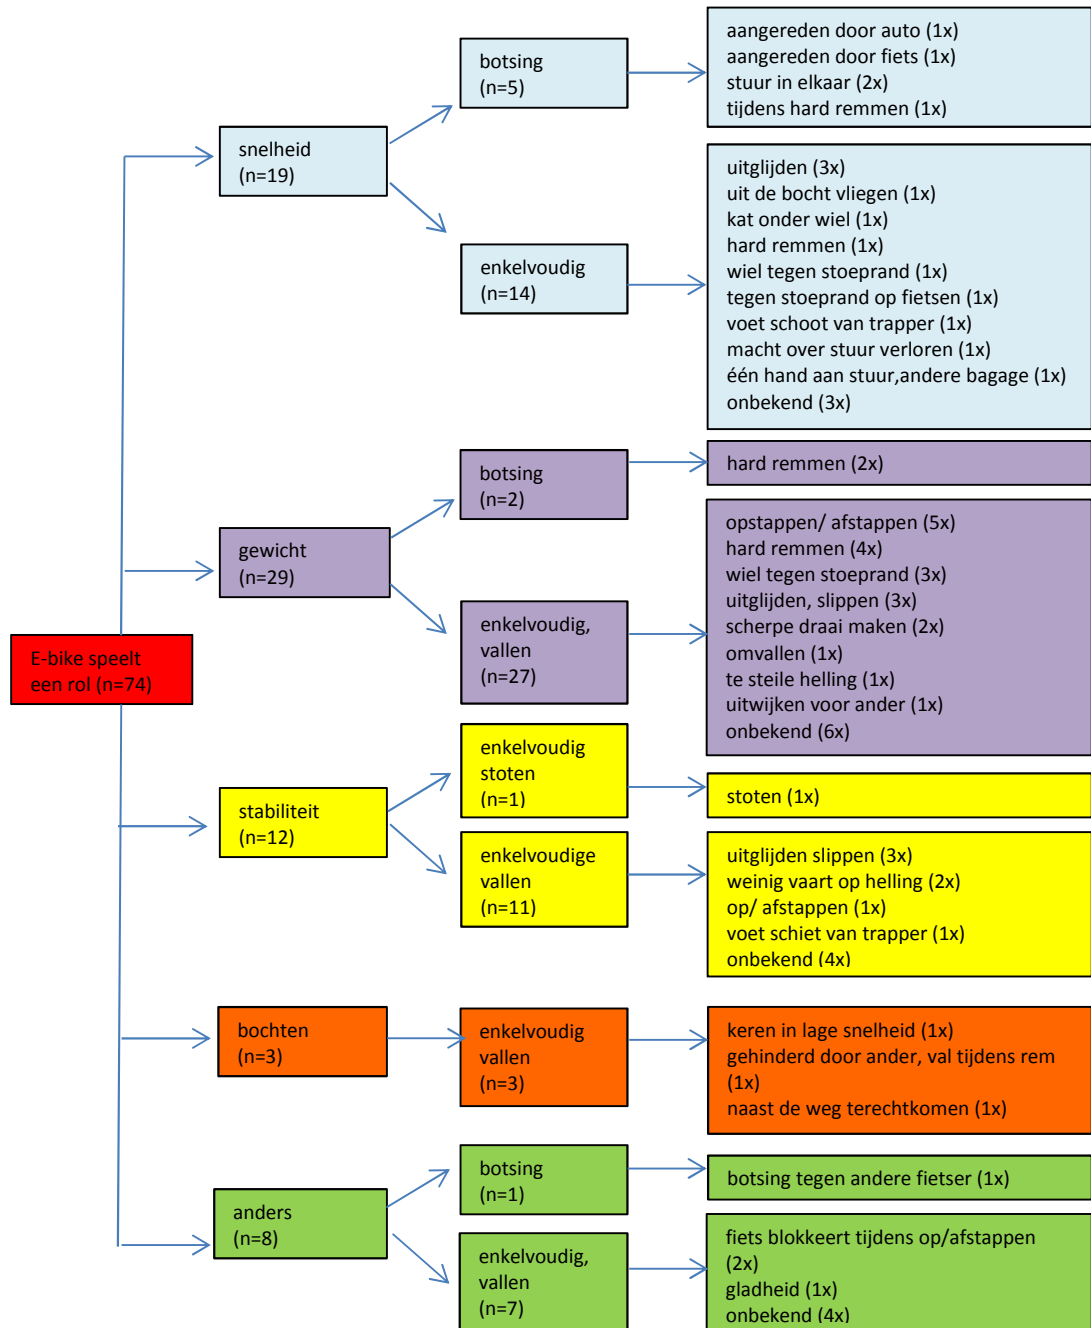 E-bike speelt
een rol (n=74)
snelheid
(n=19)
botsing
(n=5)
aangereden door auto (1x)
aangereden door fiets (1x)
stuur in elkaar (2x)
tijdens hard remmen (1x)
enkelvoudig
(n=14)
uitglijden (3x)
uit de bocht vliegen (1x)
kat onder wiel (1x)
hard remmen (1x)
wiel tegen stoeprand (1x)
tegen stoeprand op fietsen (1x)
voet schoot van trapper (1x)
macht over stuur verloren (1x)
één hand aan stuur,andere bagage (1x)
onbekend (3x)
gewicht
(n=29)
botsing
(n=2)
hard remmen (2x)
enkelvoudig,
vallen
(n=27)
opstappen/ afstappen (5x)
hard remmen (4x)
wiel tegen stoeprand (3x)
uitglijden, slippen (3x)
scherpe draai maken (2x)
omvallen (1x)
te steile helling (1x)
uitwijken voor ander (1x)
onbekend (6x)
stabiliteit
(n=12)
enkelvoudig
stoten
(n=1)
stoten (1x)
enkelvoudige
vallen
(n=11)
uitglijden slippen (3x)
weinig vaart op helling (2x)
op/ afstappen (1x)
voet schiet van trapper (1x)
onbekend (4x)
bochten
(n=3)
enkelvoudig
vallen
(n=3)
keren in lage snelheid (1x)
gehinderd door ander, val tijdens rem
(1x)
naast de weg terechtkomen (1x)
anders
(n=8)
botsing
(n=1)
botsing tegen andere fietser (1x)
enkelvoudig,
vallen
(n=7)
fiets blokkeert tijdens op/afstappen
(2x)
gladheid (1x)
onbekend (4x)